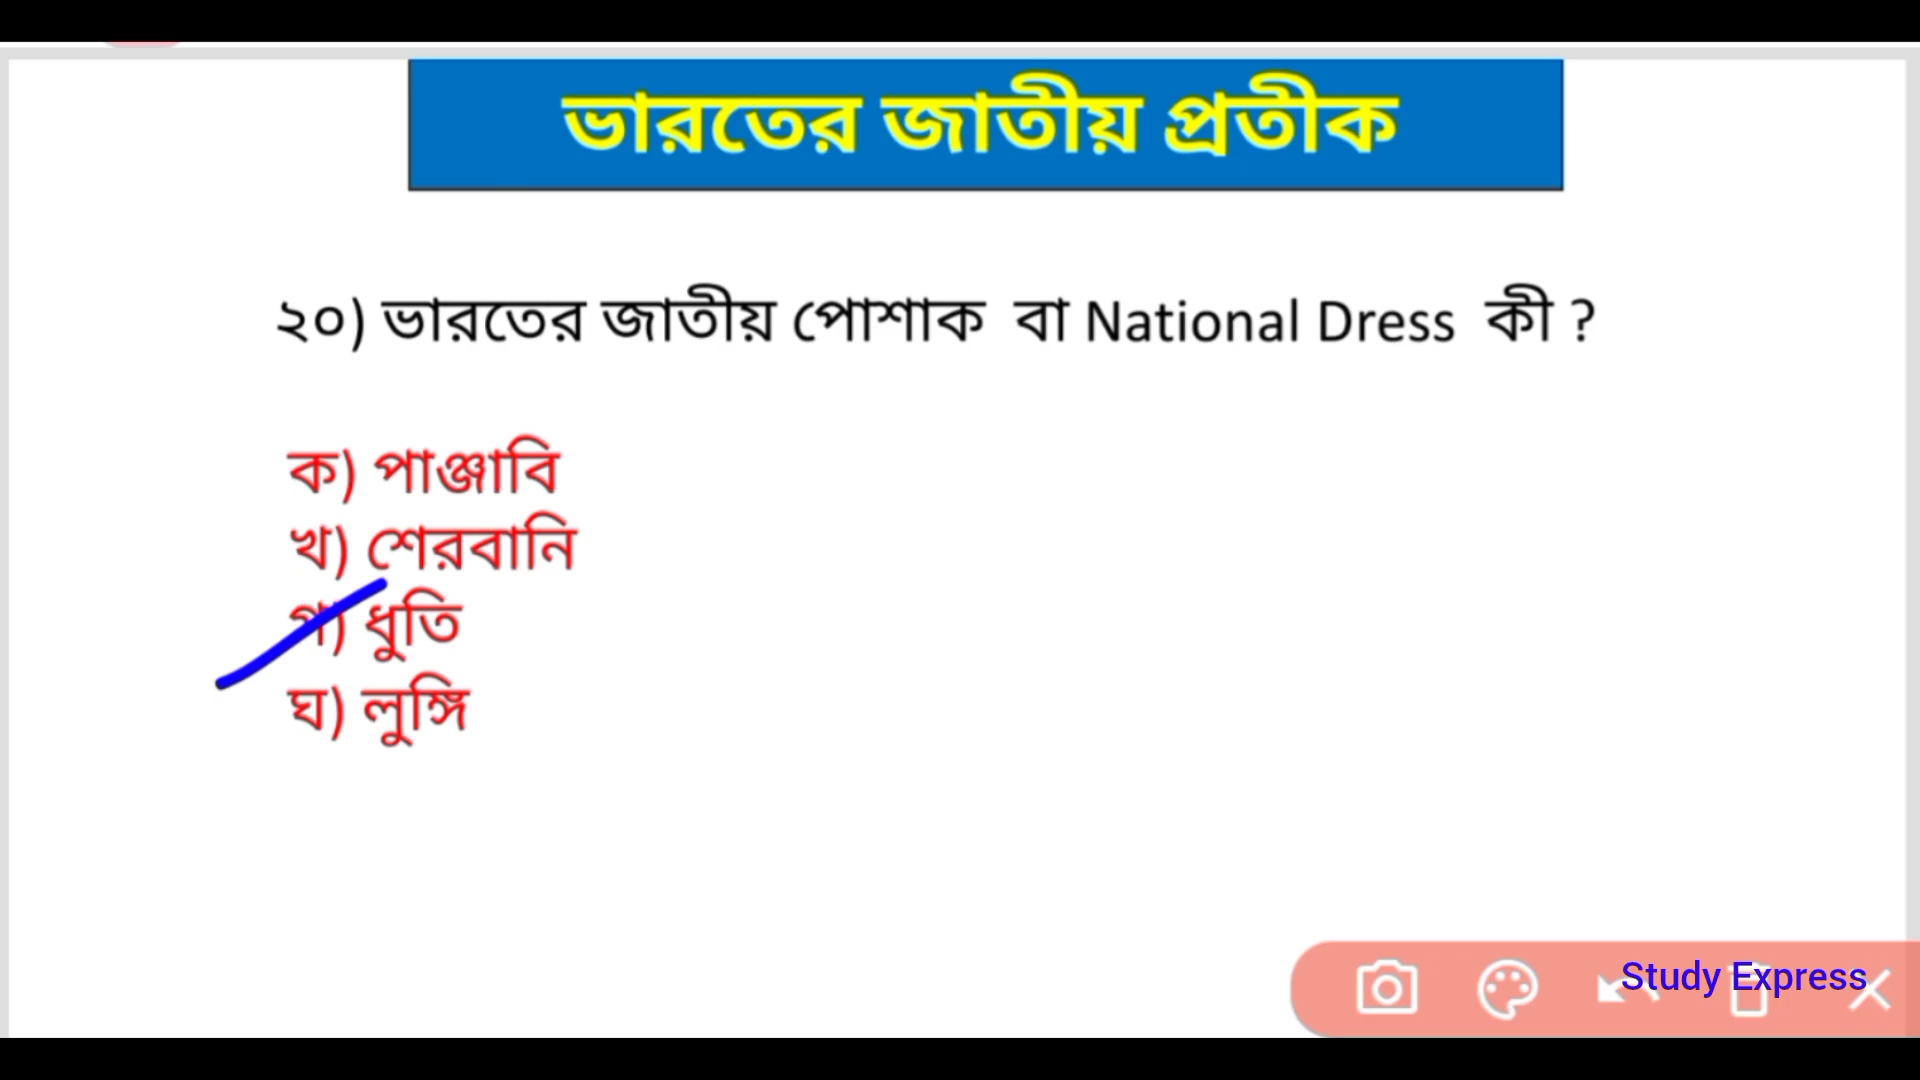 ভারতের জাতীয় প্রতীক
২০) ভারতের জাতীয় পোশাক বা National Dress কী ?
ক) পাঞ্জাবি
খ) শেরবানি
গ) ধুতি
ঘ) লুঙ্গি
Study Express